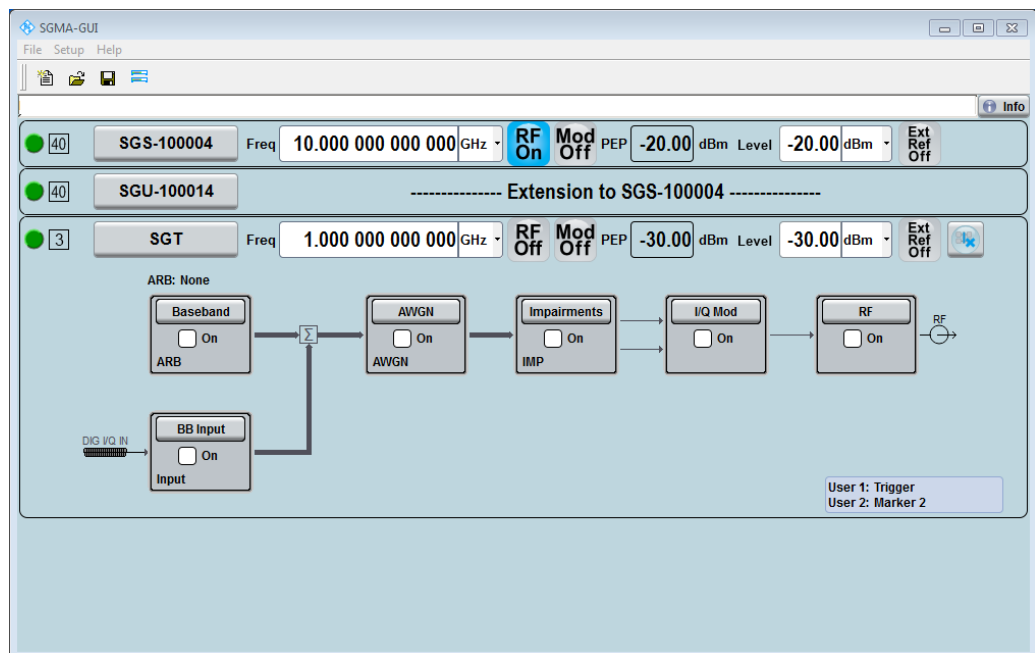 SGMA-GUI
File Setup Help
Info
40 SGS-100004 Freq 10.000 000 000 000 GHz RF On Mod Off PEP -20.00 dBm Level -20.00 dBm Ext Ref Off
40 SGU-100014 --------------- Extension to SGS-100004 ---------------
3 SGT Freq 1.000 000 000 000 GHz RF Off Mod Off PEP -30.00 dBm Level -30.00 dBm Ext Ref Off
ARB: None
Baseband AWGN Impairments I/Q Mod RF RF
Σ
On On On On On
ARB AWGN IMP
BB Input
DIG I/Q IN
On
Input
User 1: Trigger
User 2: Marker 2